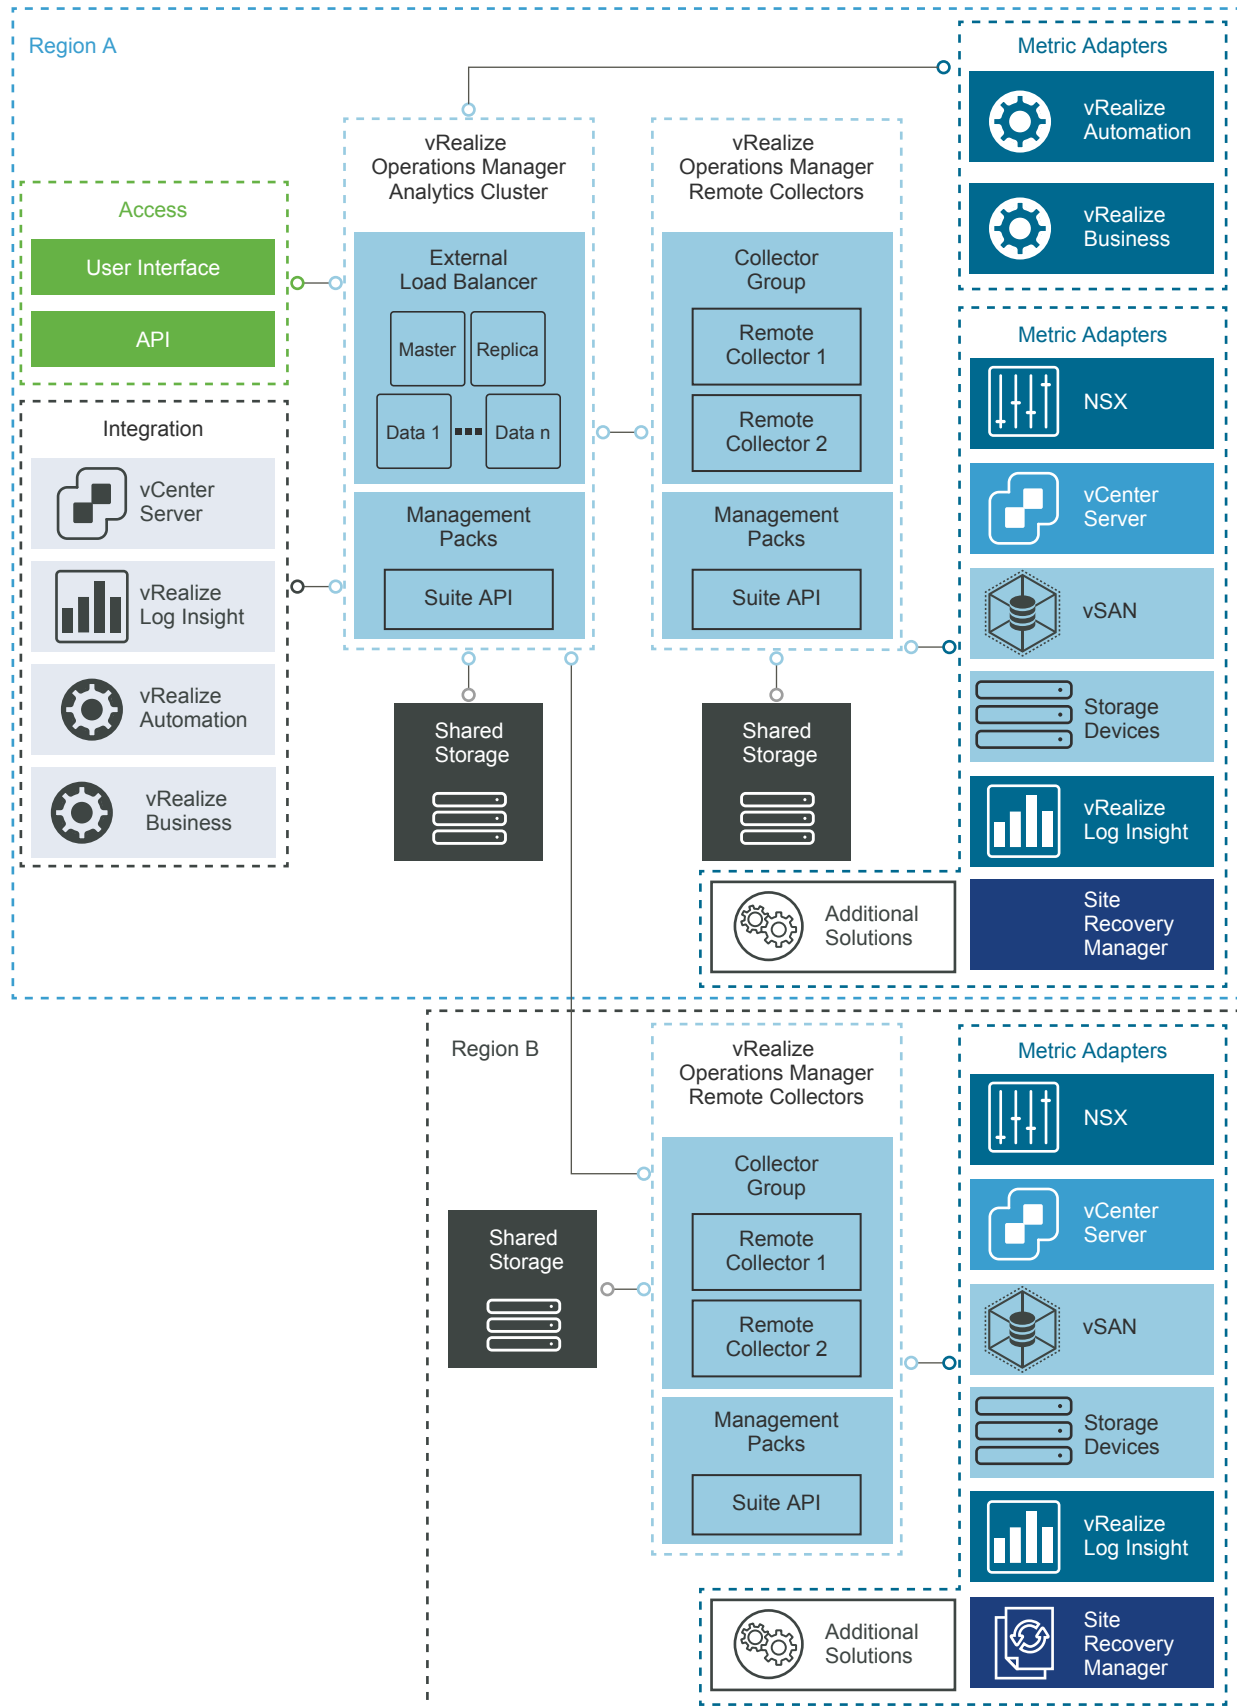 Region A
Metric Adapters
vRealize
Automation
vRealize
Business
vRealize
Operations Manager
Analytics Cluster
vRealize
Operations Manager
Remote Collectors
Access
User Interface
API
External
Load Balancer
Master
Replica
Data 1
Data n
Management
Packs
Suite API
Collector
Group
Remote
Collector 1
Remote
Collector 2
Management
Packs
Suite API
Integration
vCenter
Server
vRealize
Log Insight
vRealize
Automation
vRealize
Business
Shared
Storage
Shared
Storage
Metric Adapters
NSX
vCenter
Server
vSAN
Storage
Devices
vRealize
Log Insight
Site
Recovery
Manager
Additional
Solutions
Region B
vRealize
Operations Manager
Remote Collectors
Collector
Group
Remote
Collector 1
Remote
Collector 2
Management
Packs
Suite API
Shared
Storage
Metric Adapters
NSX
vCenter
Server
vSAN
Storage
Devices
vRealize
Log Insight
Site
Recovery
Manager
Additional
Solutions